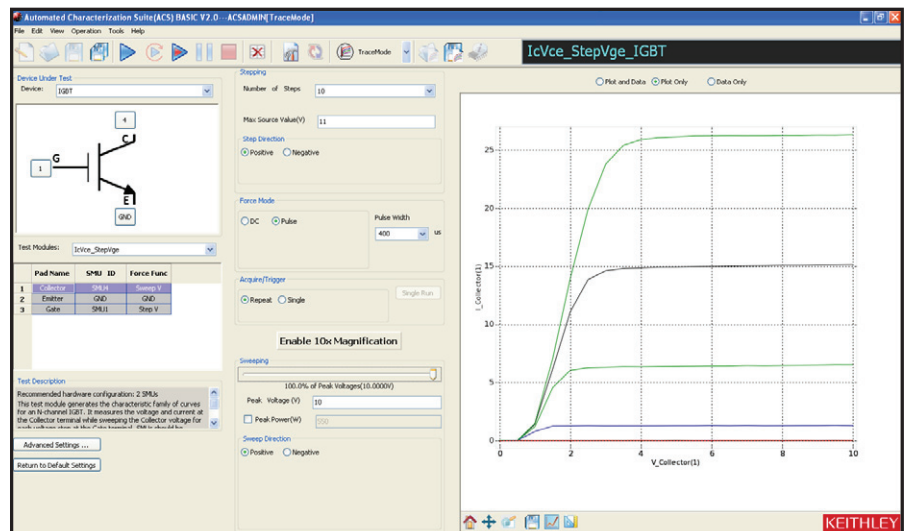 Automated Characterization Suite(ACS) BASIC V2.0---ACSADMIN[TraceMode]
File Edit View Operation Tools Help
TraceMode
IcVce_StepVge_IGBT
Device Under Test
Device: IGBT
4
C
G
1
E
GND
Test Modules: IcVce_StepVge
Pad Name SMU ID Force Func
1 Collector SMU4 Sweep V
2 Emitter GND GND
3 Gate SMU1 Step V
Test Description
Recommended hardware configuration: 2 SMUs
This test module generates the characteristic family of curves
for an N-channel IGBT. It measures the voltage and current at
the Collector terminal while sweeping the Collector voltage for
Advanced Settings ...
Return to Default Settings
Stepping
Number of Steps 10
Max Source Value(V) 11
Step Direction
Positive Negative
Force Mode
DC Pulse
Pulse Width
400 us
Acquire/Trigger
Repeat Single
Single Run
Enable 10x Magnification
Sweeping
100.0% of Peak Voltages(10.0000V)
Peak Voltage (V) 10
Peak Power(W) 550
Sweep Direction
Positive Negative
Plot and Data Plot Only Data Only
I_Collector(1)
25
20
15
10
5
0
0 2 4 6 8 10
V_Collector(1)
KEITHLEY